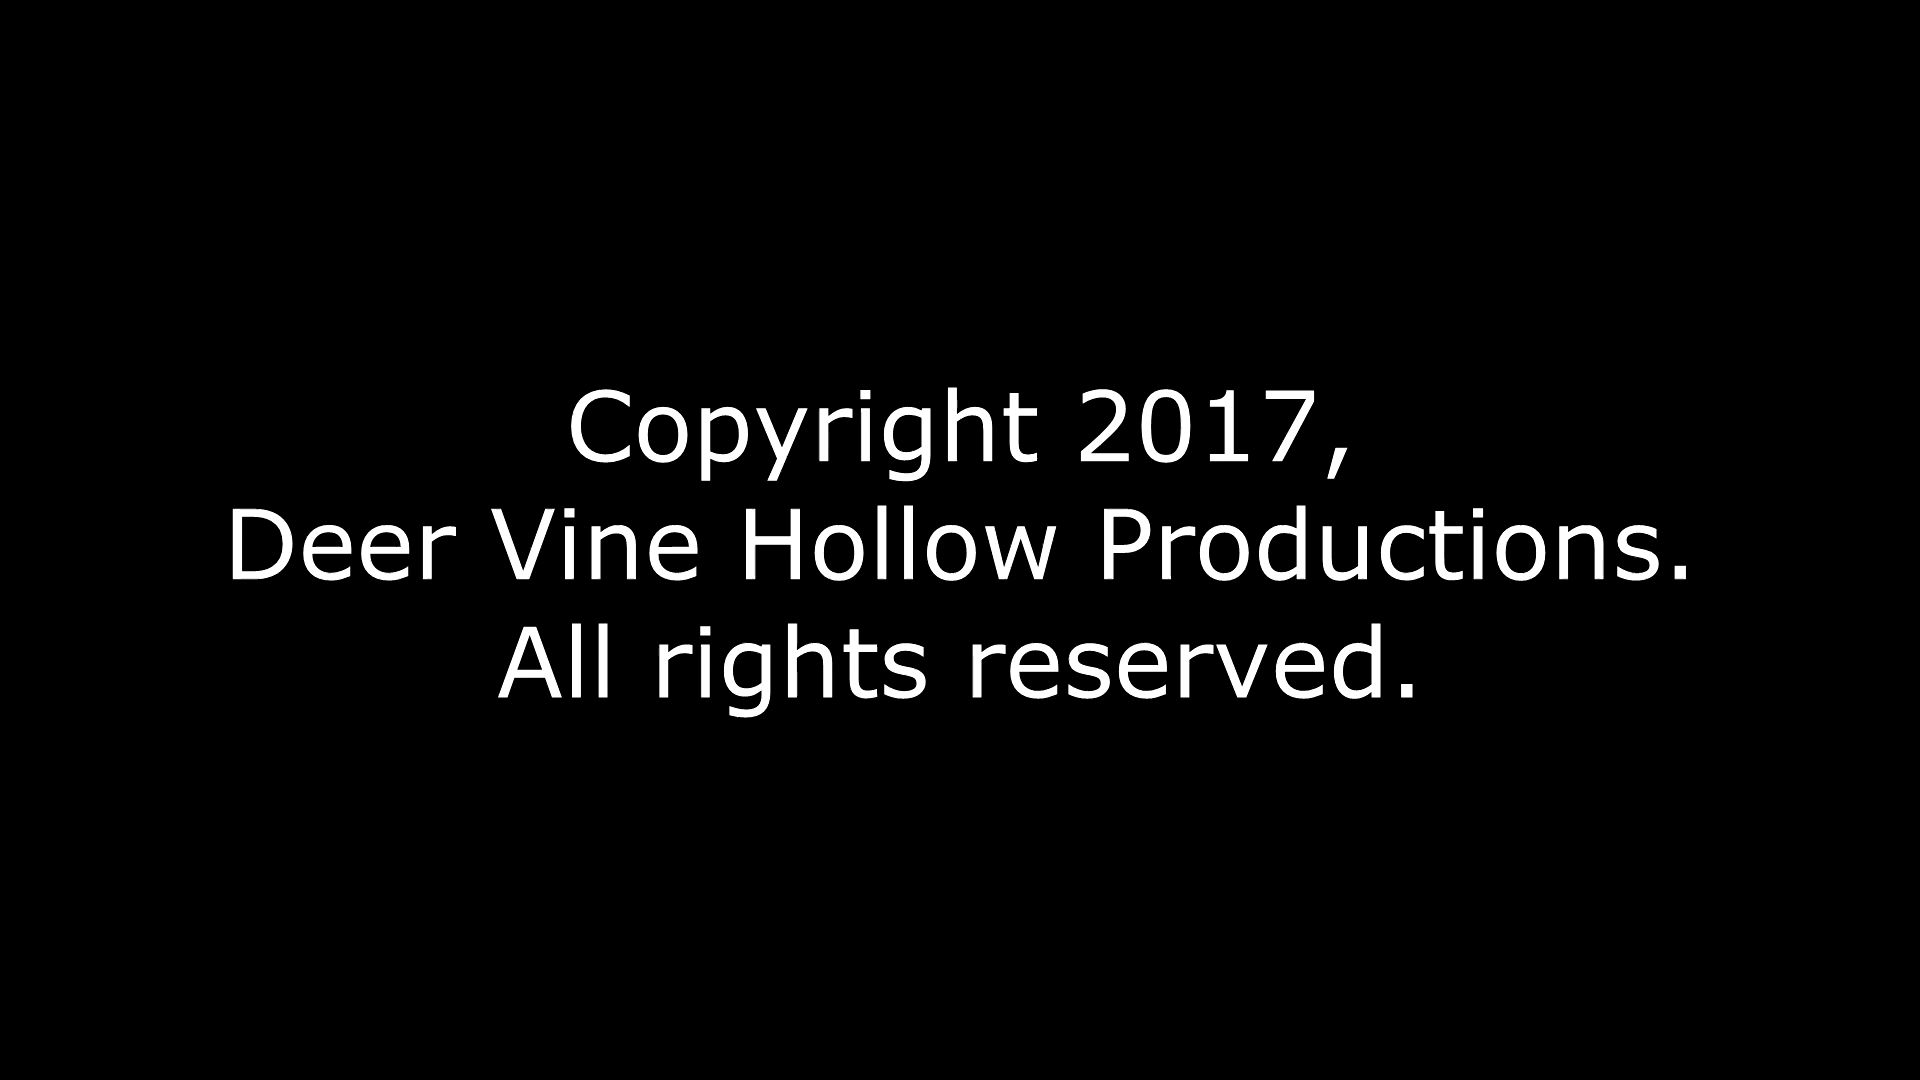 Copyright 2017,
Deer Vine Hollow Productions.
All rights reserved.